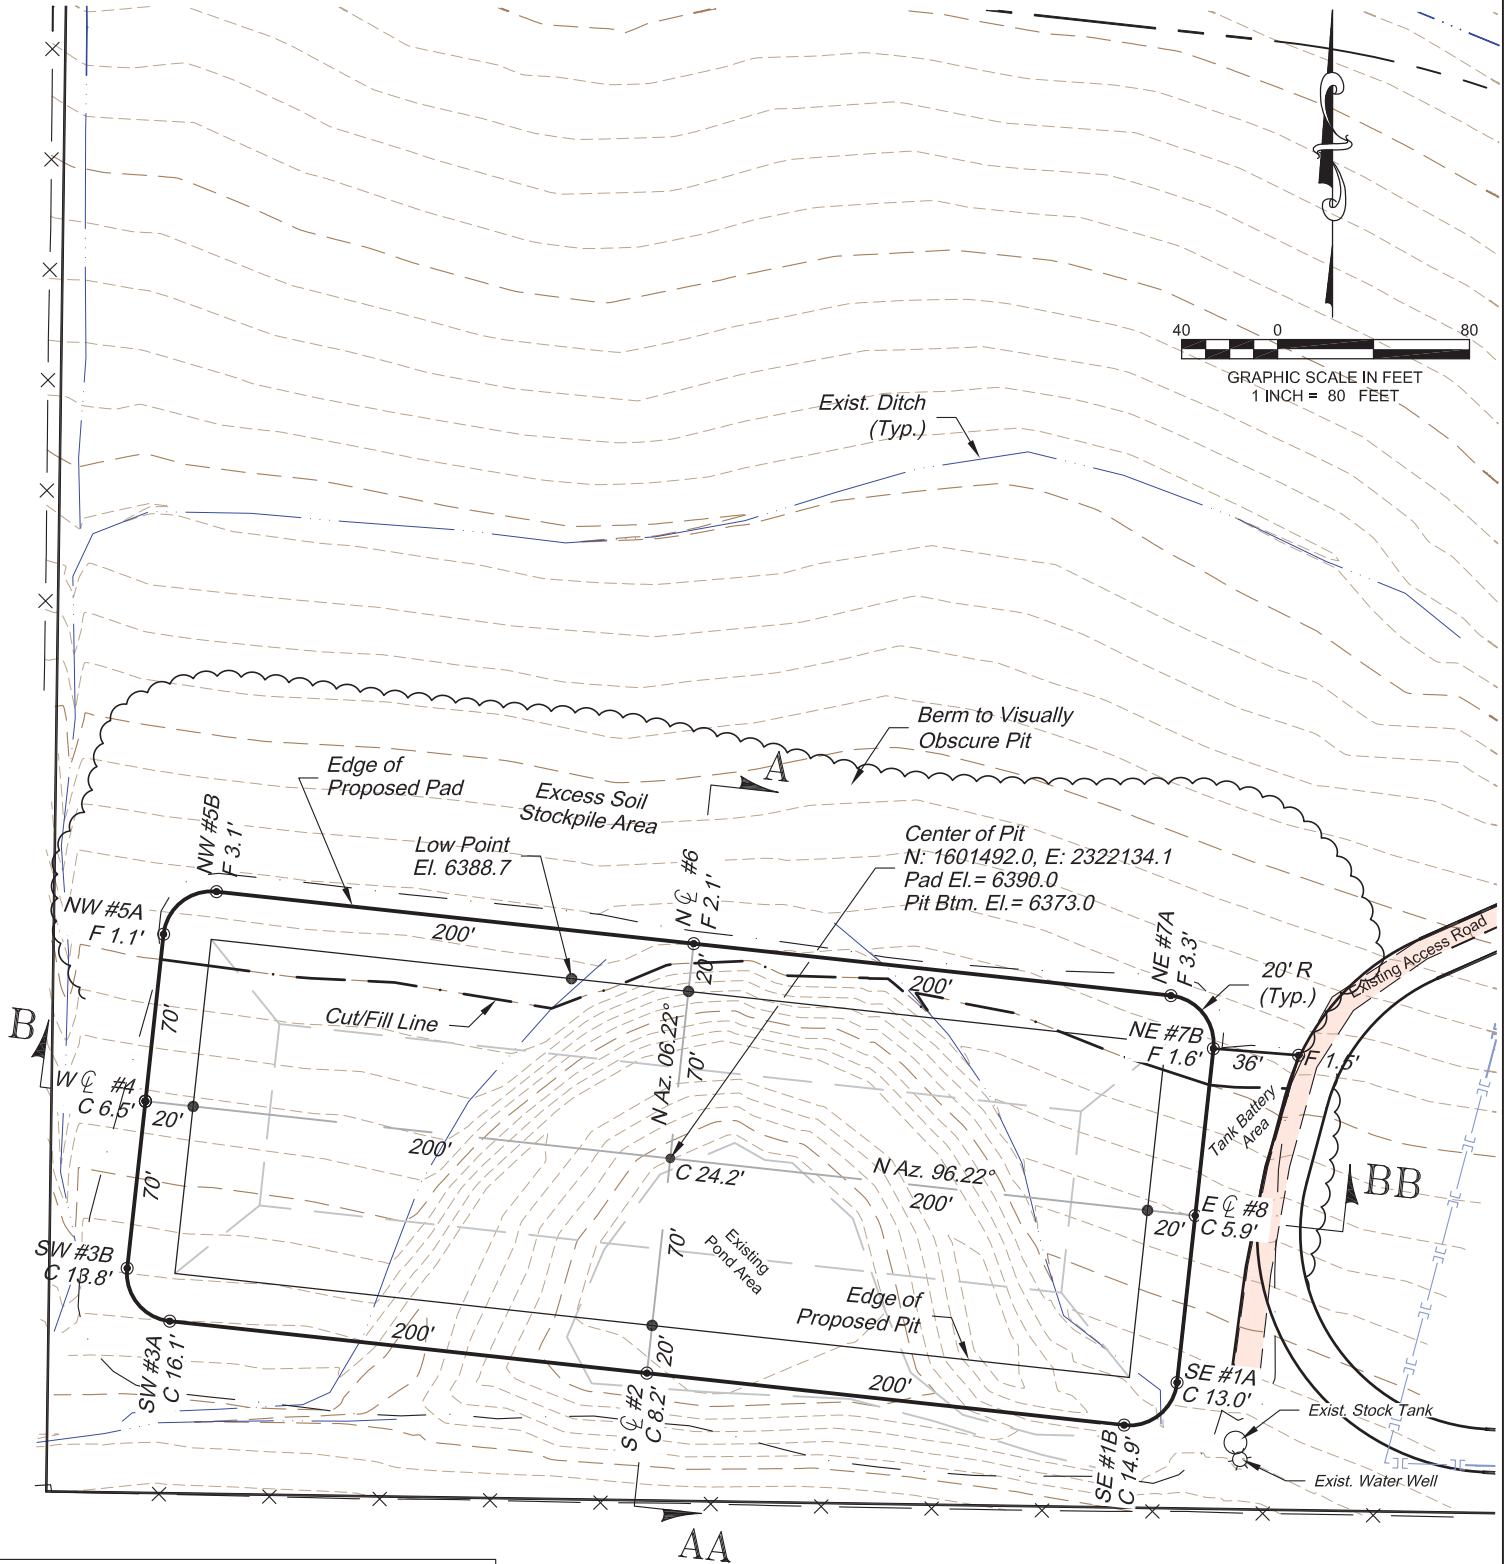 40 0 80
GRAPHIC SCALE IN FEET
1 INCH = 80 FEET
Exist. Ditch
(Typ.)
Berm to Visually
Obscure Pit
Edge of
Proposed Pad
Excess Soil
Stockpile Area
A
Low Point
El. 6388.7
Center of Pit
N: 1601492.0, E: 2322134.1
Pad El.= 6390.0
Pit Btm. El.= 6373.0
NW #5B
F 3.1'
NW #5A
F 1.1'
200'
N ℄ #6
F 2.1'
20'
200'
NE #7A
F 3.3'
20' R
(Typ.)
Existing Access Road
Cut/Fill Line
70'
B
N Az. 06.22°
70'
NE #7B
F 1.6'
36'
F 1.5'
W ℄ #4
C 6.5'
20'
200'
Tank Battery
Area
C 24.2'
N Az. 96.22°
200'
70'
BB
E ℄ #8
C 5.9'
20'
70'
Existing
Pond Area
SW #3B
C 13.8'
Edge of
Proposed Pit
SW #3A
C 16.1'
200'
20'
S ℄ #2
C 8.2'
200'
SE #1A
C 13.0'
SE #1B
C 14.9'
Exist. Stock Tank
Exist. Water Well
AA